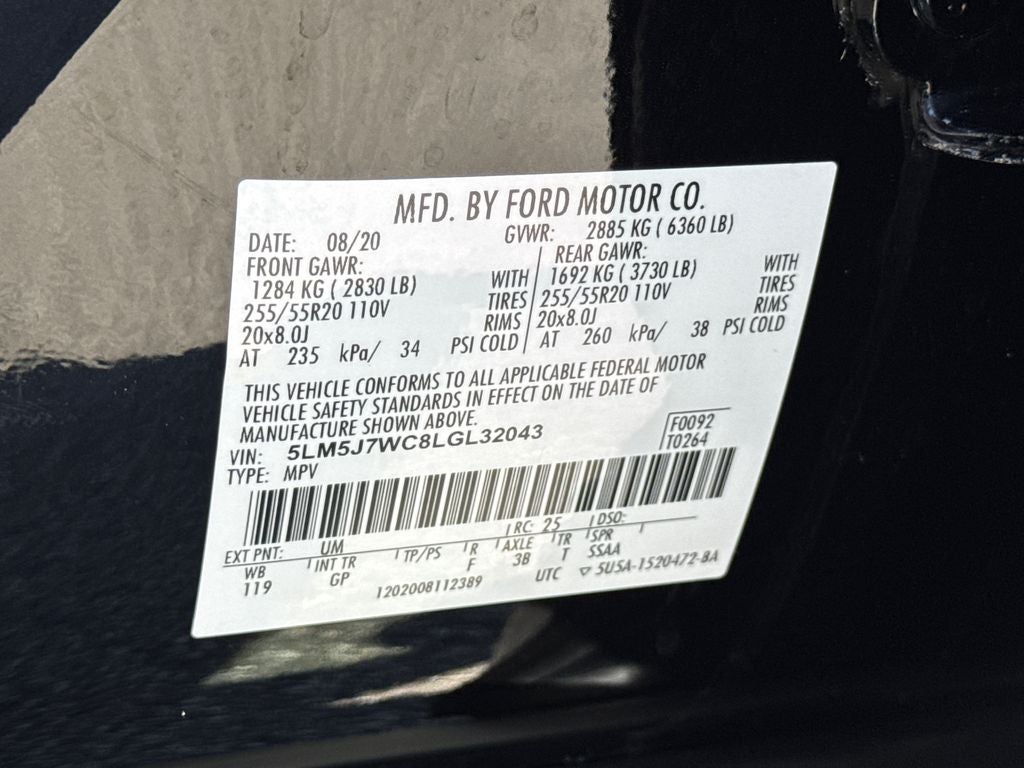 MFD. BY FORD MOTOR CO.
DATE: 08/20 GVWR: 2885 KG ( 6360 LB)
FRONT GAWR: REAR GAWR:
1284 KG ( 2830 LB) WITH 1692 KG ( 3730 LB) WITH
255/55R20 110V TIRES 255/55R20 110V TIRES
20x8.0J RIMS 20x8.0J RIMS
AT 235 kPa/ 34 PSI COLD AT 260 kPa/ 38 PSI COLD
THIS VEHICLE CONFORMS TO ALL APPLICABLE FEDERAL MOTOR
VEHICLE SAFETY STANDARDS IN EFFECT ON THE DATE OF
MANUFACTURE SHOWN ABOVE.
F0092
VIN: 5LM5J7WC8LGL32043
T0264
TYPE: MPV
EXT PNT: UM RC: 25 DSO:
WB INT TR TP/PS R AXLE TR SPR
119 GP F 3B T SSAA
1202008112389 UTC ▽ 5U5A-1520472-BA